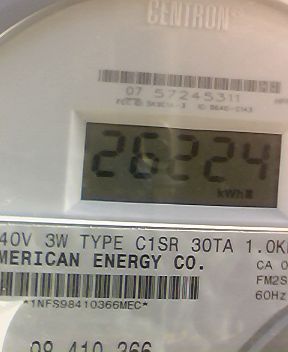 CENTRON
07 57245311
26224
kWh
40V 3W TYPE C1SR 30TA 1.0K
MERICAN ENERGY CO.
CA 0
FM2S
60Hz
*1NFS98410366MEC*
98 410 366